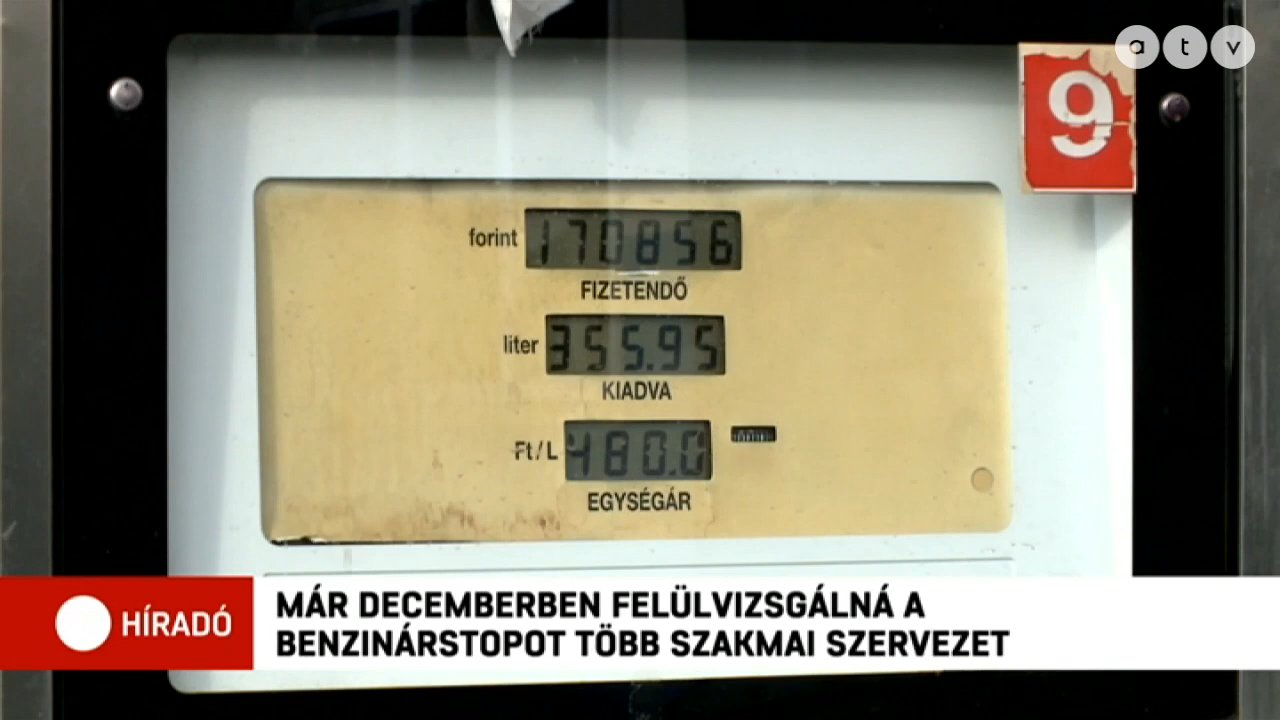 atv
9
forint 170856
FIZETENDŐ
liter 355.95
KIADVA
Ft/L 480.0
EGYSÉGÁR
HÍRADÓ
MÁR DECEMBERBEN FELÜLVIZSGÁLNÁ A
BENZINÁRSTOPOT TÖBB SZAKMAI SZERVEZET